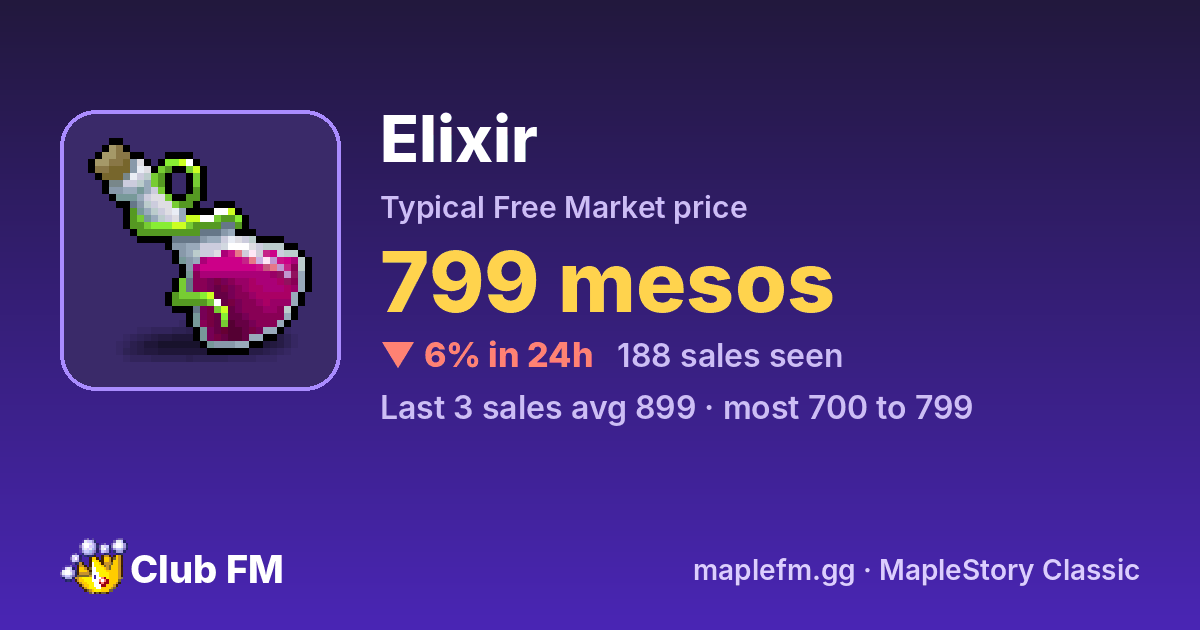 Elixir
Typical Free Market price
799 mesos
▼ 6% in 24h 188 sales seen
Last 3 sales avg 899 · most 700 to 799
Club FM
maplefm.gg · MapleStory Classic